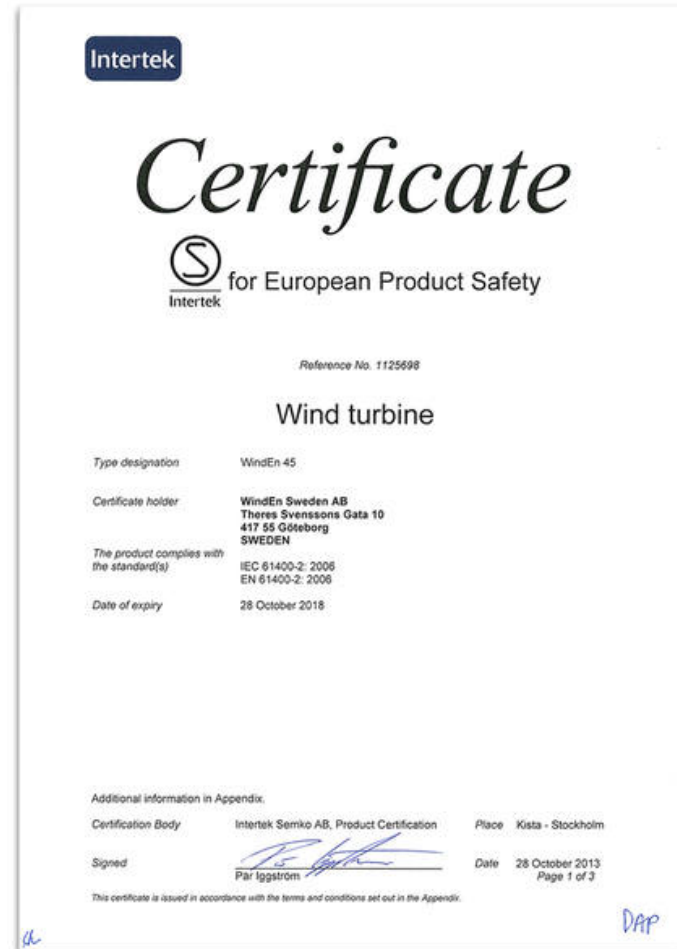 Intertek
Certificate
S
Intertek
for European Product Safety
Reference No. 1125698
Wind turbine
Type designation WindEn 45
Certificate holder WindEn Sweden AB
Theres Svenssons Gata 10
417 55 Göteborg
SWEDEN
The product complies with
the standard(s) IEC 61400-2: 2006
EN 61400-2: 2006
Date of expiry 28 October 2018
Additional information in Appendix.
Certification Body Intertek Semko AB, Product Certification Place Kista - Stockholm
Signed Date 28 October 2013
Pär Iggström Page 1 of 3
This certificate is issued in accordance with the terms and conditions set out in the Appendix.
DAP